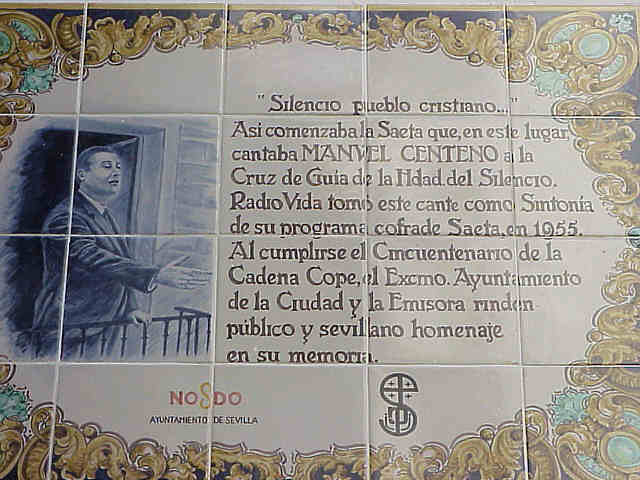 "Silencio pueblo cristiano..."
Asi comenzaba la Saeta que, en este lugar
cantaba MANVEL CENTENO a la
Cruz de Guia de la Hdad. del Silencio.
Radio Vida tomó este cante como Sintonía
de su programa cofrade Saeta, en 1955.
Al cumplirse el Cincuentenario de la
Cadena Cope, el Excmo. Ayuntamiento
de la Ciudad y la Emisora rinden
público y sevillano homenaje
en su memoria.
NO8DO
AYUNTAMIENTO DE SEVILLA